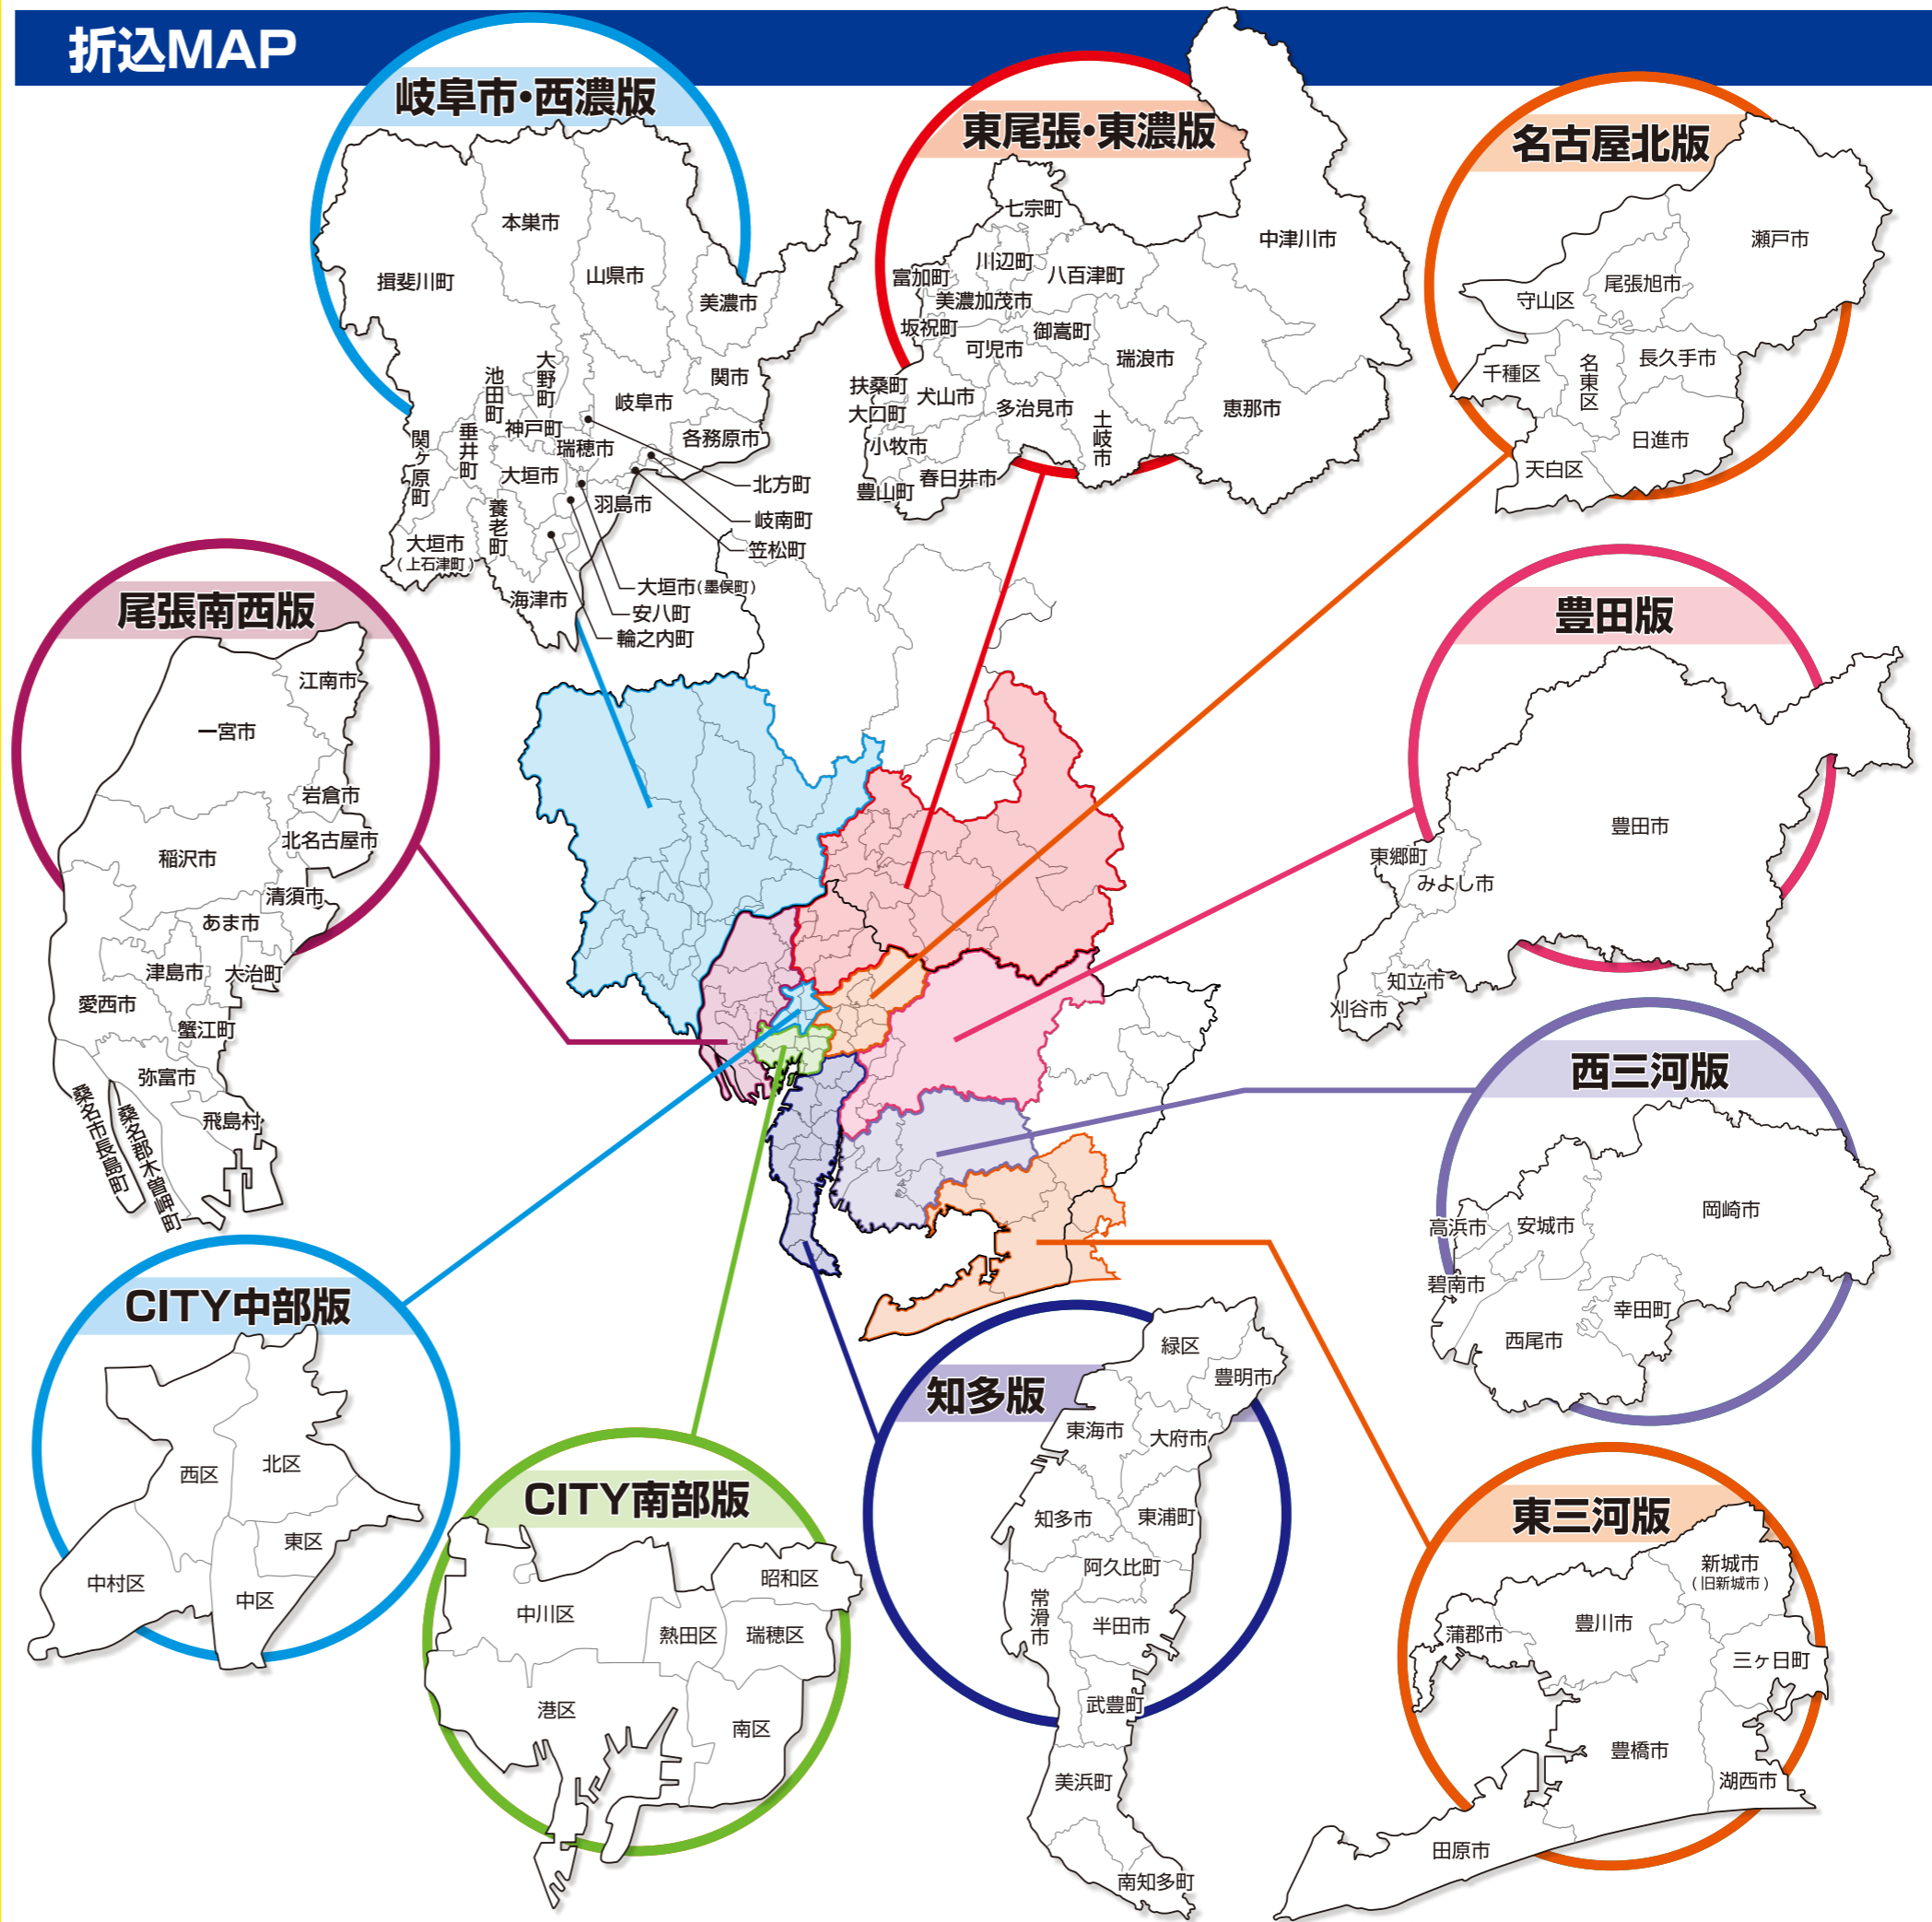 折込MAP
岐阜市・西濃版
本巣市
揖斐川町
山県市
美濃市
大野町
池田町
関市
岐阜市
神戸町
垂井町
関ヶ原町
瑞穂市
各務原市
大垣市
養老町
羽島市
北方町
岐南町
笠松町
大垣市
(上石津町)
大垣市(墨俣町)
安八町
輪之内町
海津市
東尾張・東濃版
七宗町
中津川市
川辺町
八百津町
富加町
美濃加茂市
坂祝町
御嵩町
可児市
瑞浪市
扶桑町
犬山市
大口町
多治見市
土岐市
恵那市
小牧市
春日井市
豊山町
名古屋北版
瀬戸市
尾張旭市
守山区
千種区
名東区
長久手市
日進市
天白区
尾張南西版
江南市
一宮市
岩倉市
北名古屋市
稲沢市
清須市
あま市
津島市
大治町
愛西市
蟹江町
弥富市
飛島村
桑名市長島町
桑名郡木曽岬町
豊田版
豊田市
東郷町
みよし市
知立市
刈谷市
西三河版
岡崎市
高浜市
安城市
碧南市
幸田町
西尾市
CITY中部版
西区
北区
東区
中村区
中区
CITY南部版
昭和区
中川区
熱田区
瑞穂区
港区
南区
知多版
緑区
豊明市
東海市
大府市
知多市
東浦町
阿久比町
常滑市
半田市
武豊町
美浜町
南知多町
東三河版
新城市
(旧新城市)
豊川市
蒲郡市
三ヶ日町
豊橋市
湖西市
田原市